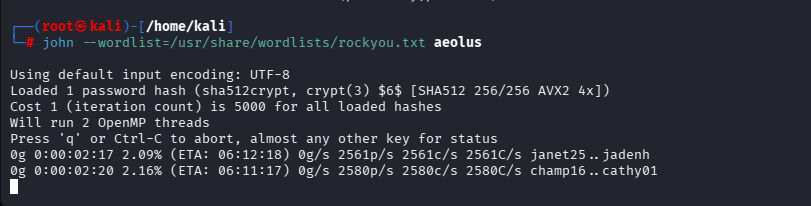 ┌──(root㉿kali)-[/home/kali]
└─# john --wordlist=/usr/share/wordlists/rockyou.txt aeolus
Using default input encoding: UTF-8
Loaded 1 password hash (sha512crypt, crypt(3) $6$ [SHA512 256/256 AVX2 4x])
Cost 1 (iteration count) is 5000 for all loaded hashes
Will run 2 OpenMP threads
Press 'q' or Ctrl-C to abort, almost any other key for status
0g 0:00:02:17 2.09% (ETA: 06:12:18) 0g/s 2561p/s 2561c/s 2561C/s janet25..jadenh
0g 0:00:02:20 2.16% (ETA: 06:11:17) 0g/s 2580p/s 2580c/s 2580C/s champ16..cathy01